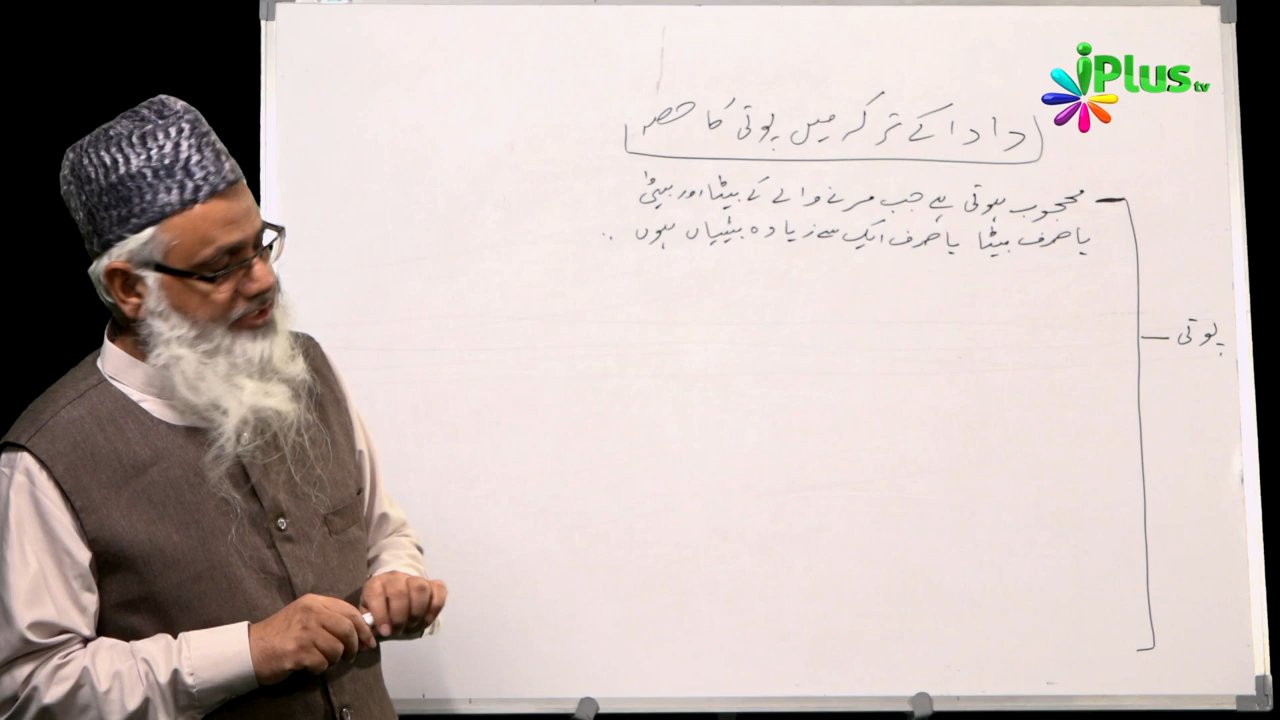 iPlus tv
دادا کے ترکہ میں پوتی کا حصہ
محجوب ہوتی ہے جب مرنے والے کے بیٹا اور بیٹی
یا صرف بیٹا یا صرف ایک سے زیادہ بیٹیاں ہوں ..
پوتی